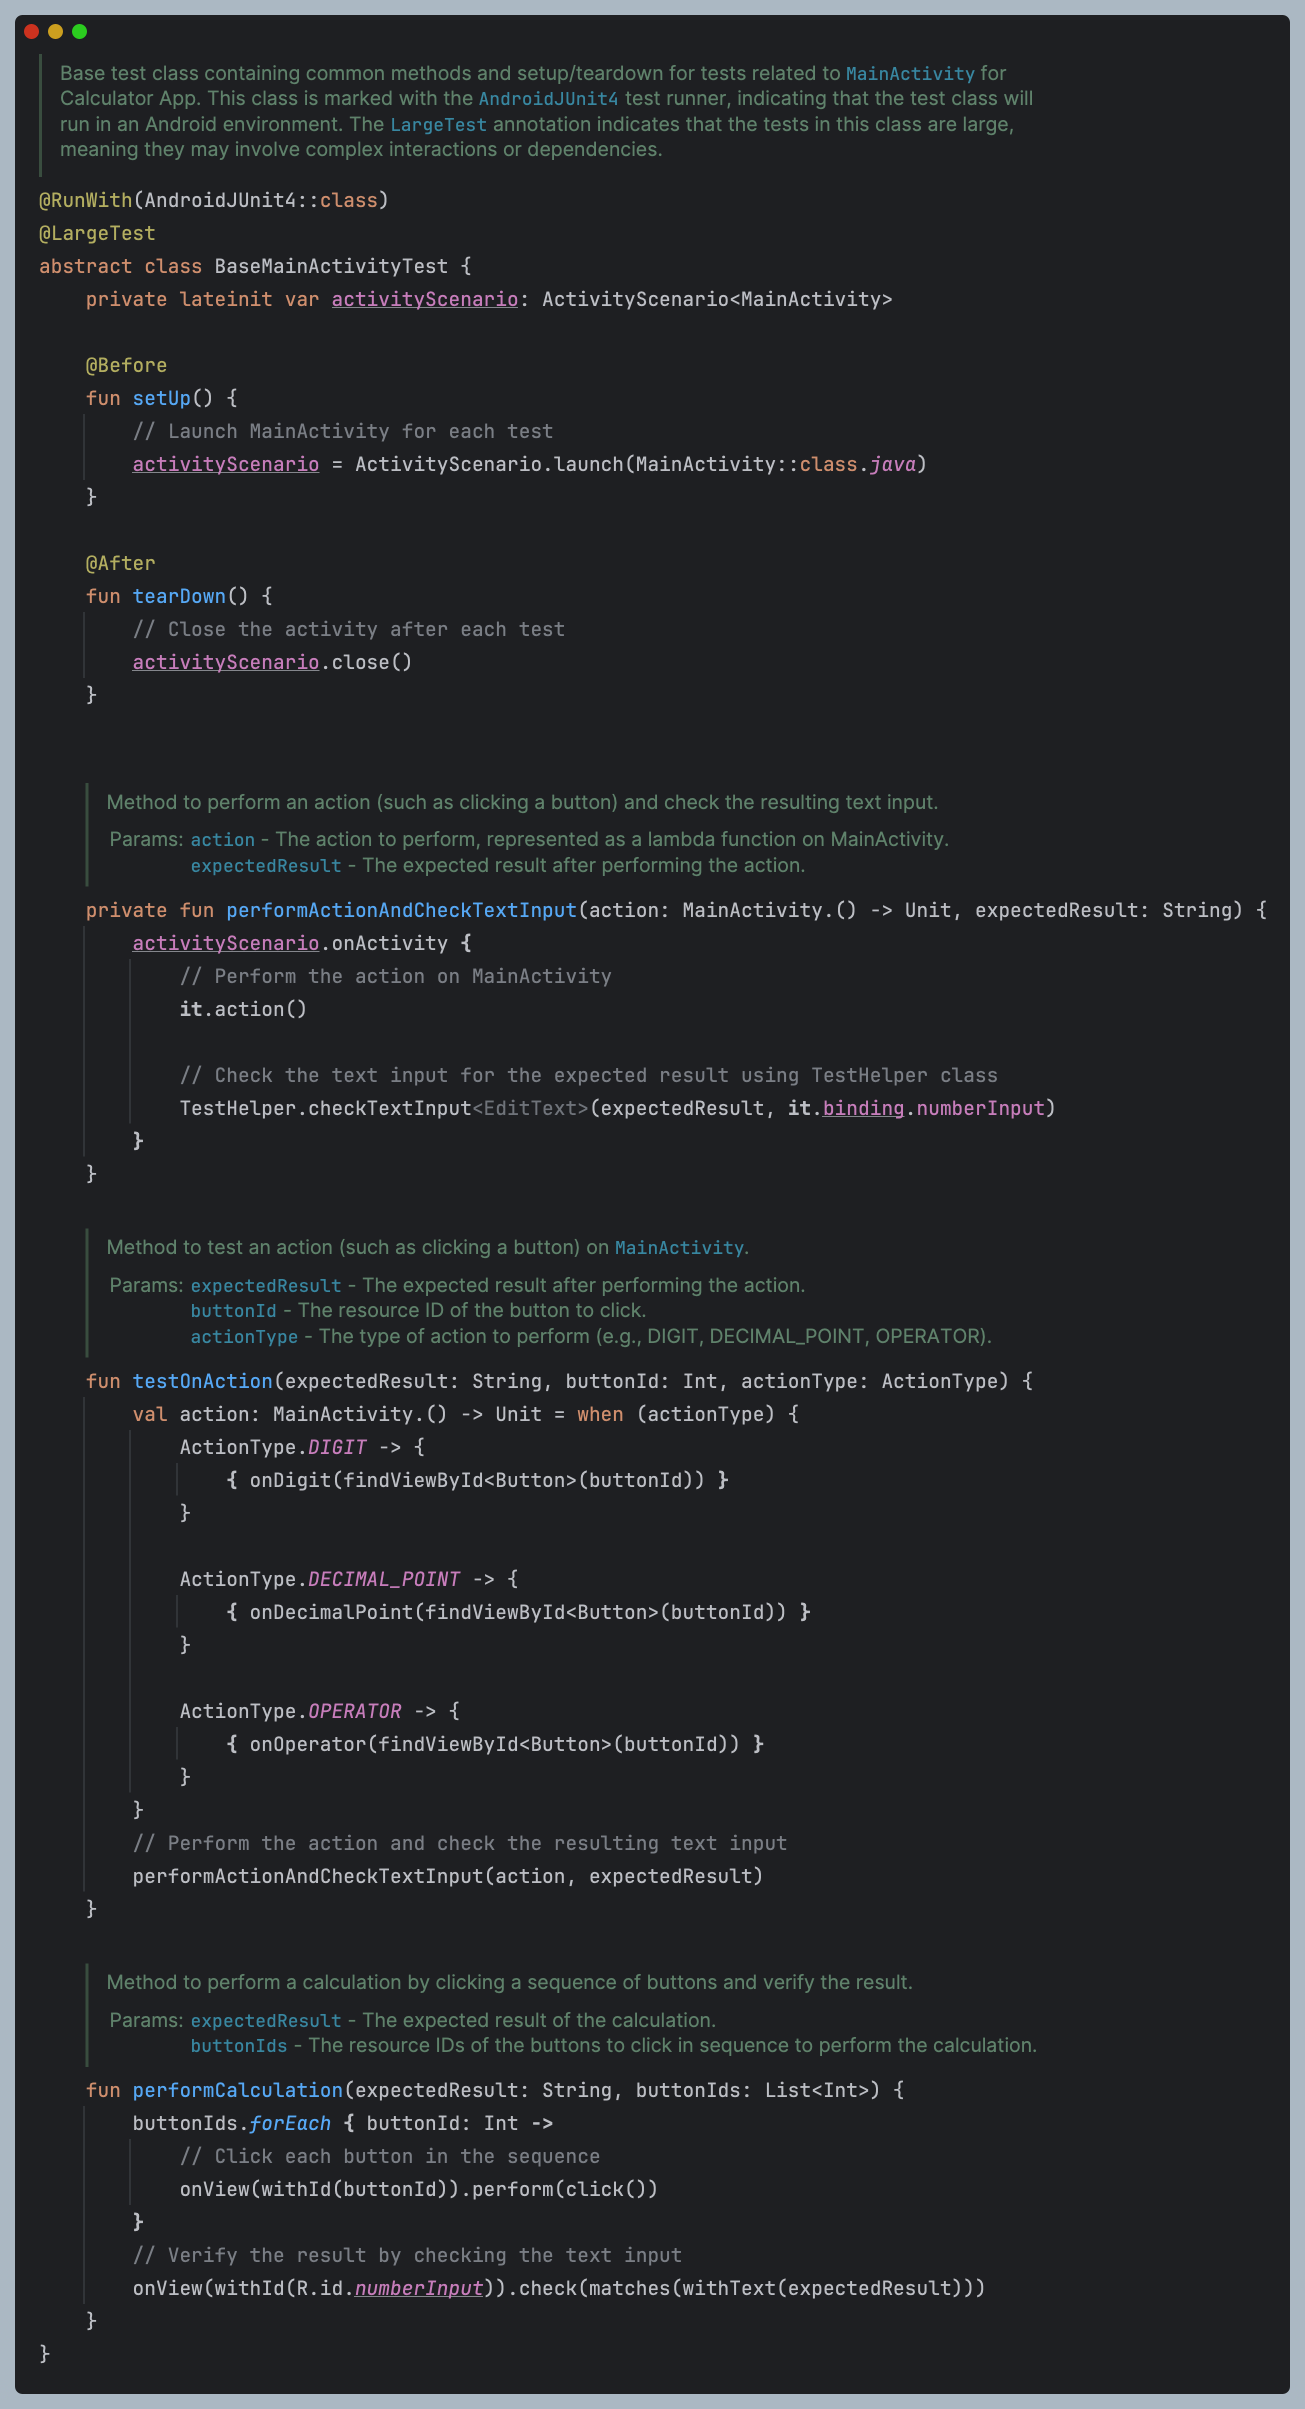 Base test class containing common methods and setup/teardown for tests related to MainActivity for
Calculator App. This class is marked with the AndroidJUnit4 test runner, indicating that the test class will
run in an Android environment. The LargeTest annotation indicates that the tests in this class are large,
meaning they may involve complex interactions or dependencies.
@RunWith(AndroidJUnit4::class)
@LargeTest
abstract class BaseMainActivityTest {
    private lateinit var activityScenario: ActivityScenario<MainActivity>

    @Before
    fun setUp() {
        // Launch MainActivity for each test
        activityScenario = ActivityScenario.launch(MainActivity::class.java)
    }

    @After
    fun tearDown() {
        // Close the activity after each test
        activityScenario.close()
    }

    Method to perform an action (such as clicking a button) and check the resulting text input.
    Params: action - The action to perform, represented as a lambda function on MainActivity.
            expectedResult - The expected result after performing the action.
    private fun performActionAndCheckTextInput(action: MainActivity.() -> Unit, expectedResult: String) {
        activityScenario.onActivity {
            // Perform the action on MainActivity
            it.action()

            // Check the text input for the expected result using TestHelper class
            TestHelper.checkTextInput<EditText>(expectedResult, it.binding.numberInput)
        }
    }

    Method to test an action (such as clicking a button) on MainActivity.
    Params: expectedResult - The expected result after performing the action.
            buttonId - The resource ID of the button to click.
            actionType - The type of action to perform (e.g., DIGIT, DECIMAL_POINT, OPERATOR).
    fun testOnAction(expectedResult: String, buttonId: Int, actionType: ActionType) {
        val action: MainActivity.() -> Unit = when (actionType) {
            ActionType.DIGIT -> {
                { onDigit(findViewById<Button>(buttonId)) }
            }

            ActionType.DECIMAL_POINT -> {
                { onDecimalPoint(findViewById<Button>(buttonId)) }
            }

            ActionType.OPERATOR -> {
                { onOperator(findViewById<Button>(buttonId)) }
            }
        }
        // Perform the action and check the resulting text input
        performActionAndCheckTextInput(action, expectedResult)
    }

    Method to perform a calculation by clicking a sequence of buttons and verify the result.
    Params: expectedResult - The expected result of the calculation.
            buttonIds - The resource IDs of the buttons to click in sequence to perform the calculation.
    fun performCalculation(expectedResult: String, buttonIds: List<Int>) {
        buttonIds.forEach { buttonId: Int ->
            // Click each button in the sequence
            onView(withId(buttonId)).perform(click())
        }
        // Verify the result by checking the text input
        onView(withId(R.id.numberInput)).check(matches(withText(expectedResult)))
    }
}